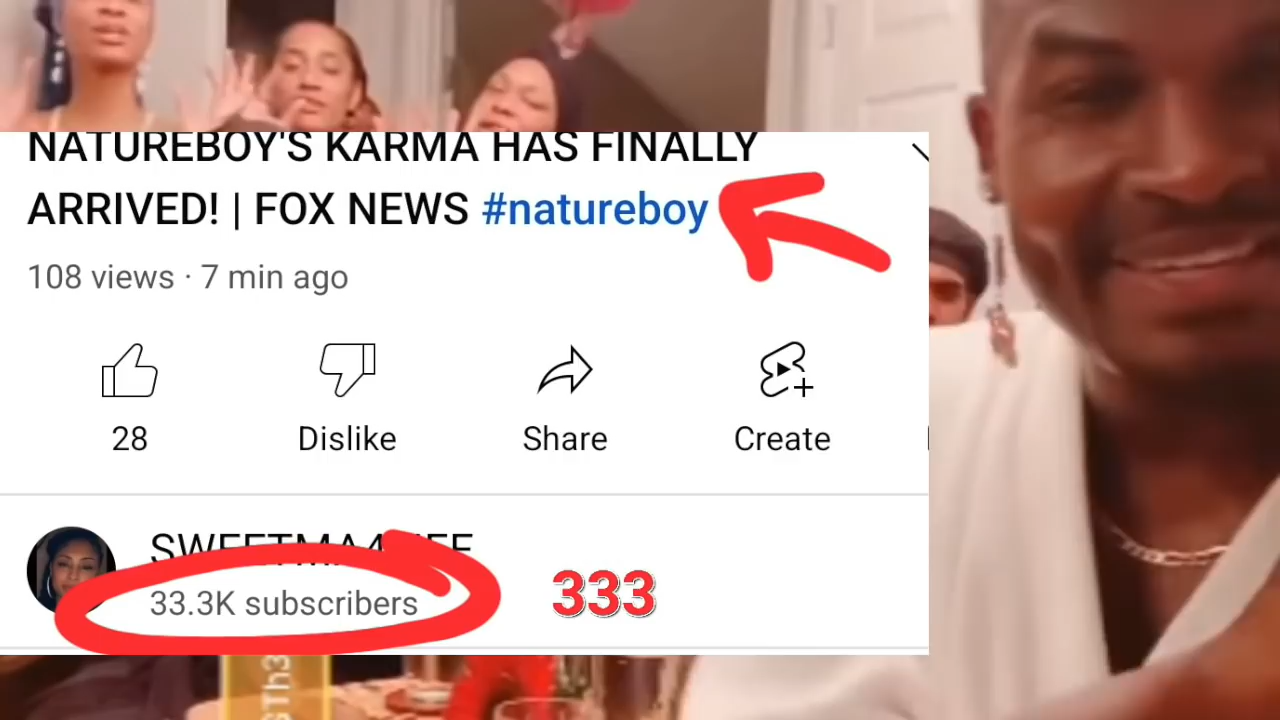 NATUREBOY'S KARMA HAS FINALLY
ARRIVED! | FOX NEWS #natureboy
108 views · 7 min ago
28
Dislike
Share
Create
33.3K subscribers
333